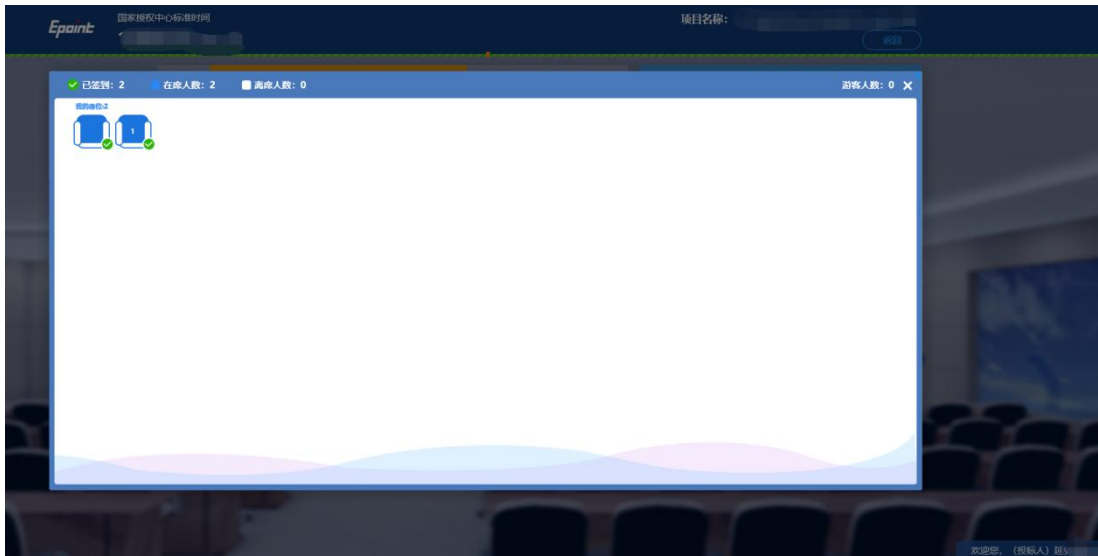 Epoint
国家授权中心标准时间
项目名称：
返回
已签到：2 在席人数：2 离席人数：0 游客人数：0
我的座位:2
1
欢迎您，（投标人）延